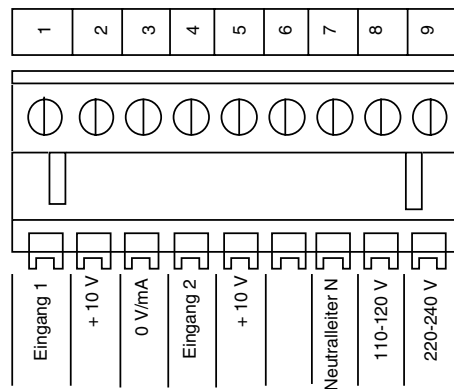 1 2 3 4 5 6 7 8 9
Eingang 1
+ 10 V
0 V/mA
Eingang 2
+ 10 V
Neutralleiter N
110-120 V
220-240 V